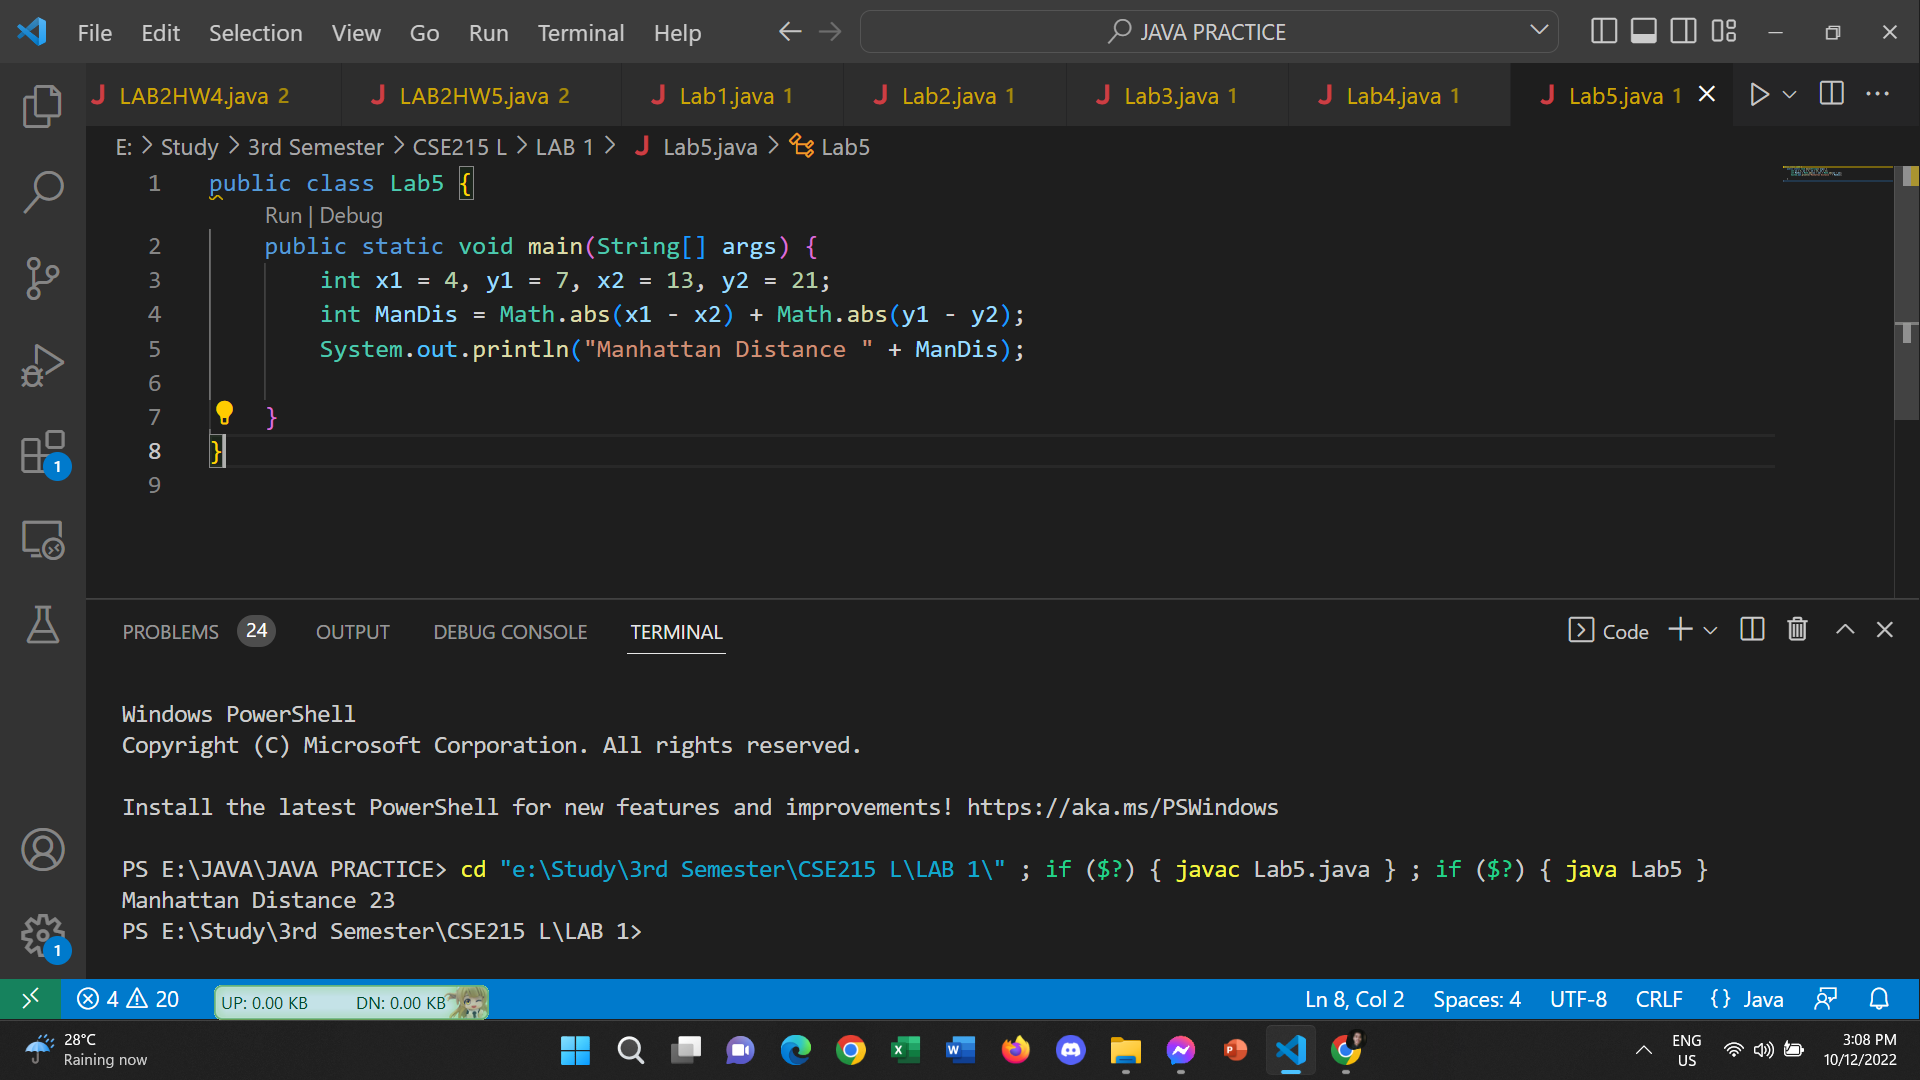 File Edit Selection View Go Run Terminal Help JAVA PRACTICE
LAB2HW4.java 2 LAB2HW5.java 2 Lab1.java 1 Lab2.java 1 Lab3.java 1 Lab4.java 1 Lab5.java 1
E: > Study > 3rd Semester > CSE215 L > LAB 1 > Lab5.java > Lab5
1 public class Lab5 {
Run | Debug
2 public static void main(String[] args) {
3 int x1 = 4, y1 = 7, x2 = 13, y2 = 21;
4 int ManDis = Math.abs(x1 - x2) + Math.abs(y1 - y2);
5 System.out.println("Manhattan Distance " + ManDis);
6
7 }
8 }
9
1
PROBLEMS 24 OUTPUT DEBUG CONSOLE TERMINAL Code
Windows PowerShell
Copyright (C) Microsoft Corporation. All rights reserved.
Install the latest PowerShell for new features and improvements! https://aka.ms/PSWindows
PS E:\JAVA\JAVA PRACTICE> cd "e:\Study\3rd Semester\CSE215 L\LAB 1\" ; if ($?) { javac Lab5.java } ; if ($?) { java Lab5 }
Manhattan Distance 23
PS E:\Study\3rd Semester\CSE215 L\LAB 1>
1
4 20 UP: 0.00 KB DN: 0.00 KB Ln 8, Col 2 Spaces: 4 UTF-8 CRLF {} Java
28°C
Raining now
ENG
US
3:08 PM
10/12/2022